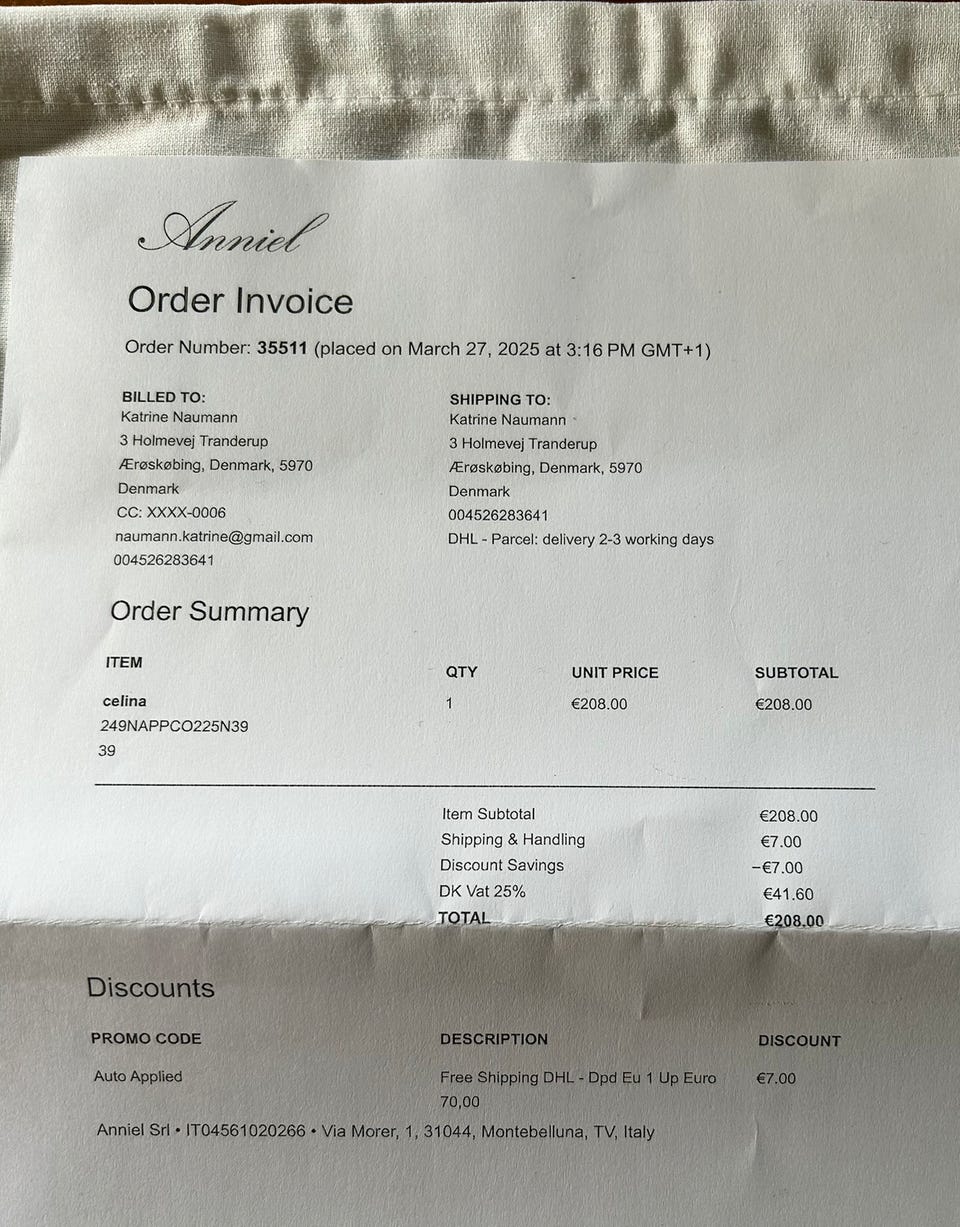 Anniel
Order Invoice
Order Number: 35511 (placed on March 27, 2025 at 3:16 PM GMT+1)
BILLED TO:
Katrine Naumann
3 Holmevej Tranderup
Ærøskøbing, Denmark, 5970
Denmark
CC: XXXX-0006
naumann.katrine@gmail.com
004526283641
SHIPPING TO:
Katrine Naumann
3 Holmevej Tranderup
Ærøskøbing, Denmark, 5970
Denmark
004526283641
DHL - Parcel: delivery 2-3 working days
Order Summary
ITEM QTY UNIT PRICE SUBTOTAL
celina 1 €208.00 €208.00
249NAPPCO225N39
39
Item Subtotal €208.00
Shipping & Handling €7.00
Discount Savings −€7.00
DK Vat 25% €41.60
TOTAL €208.00
Discounts
PROMO CODE DESCRIPTION DISCOUNT
Auto Applied Free Shipping DHL - Dpd Eu 1 Up Euro €7.00
70,00
Anniel Srl • IT04561020266 • Via Morer, 1, 31044, Montebelluna, TV, Italy